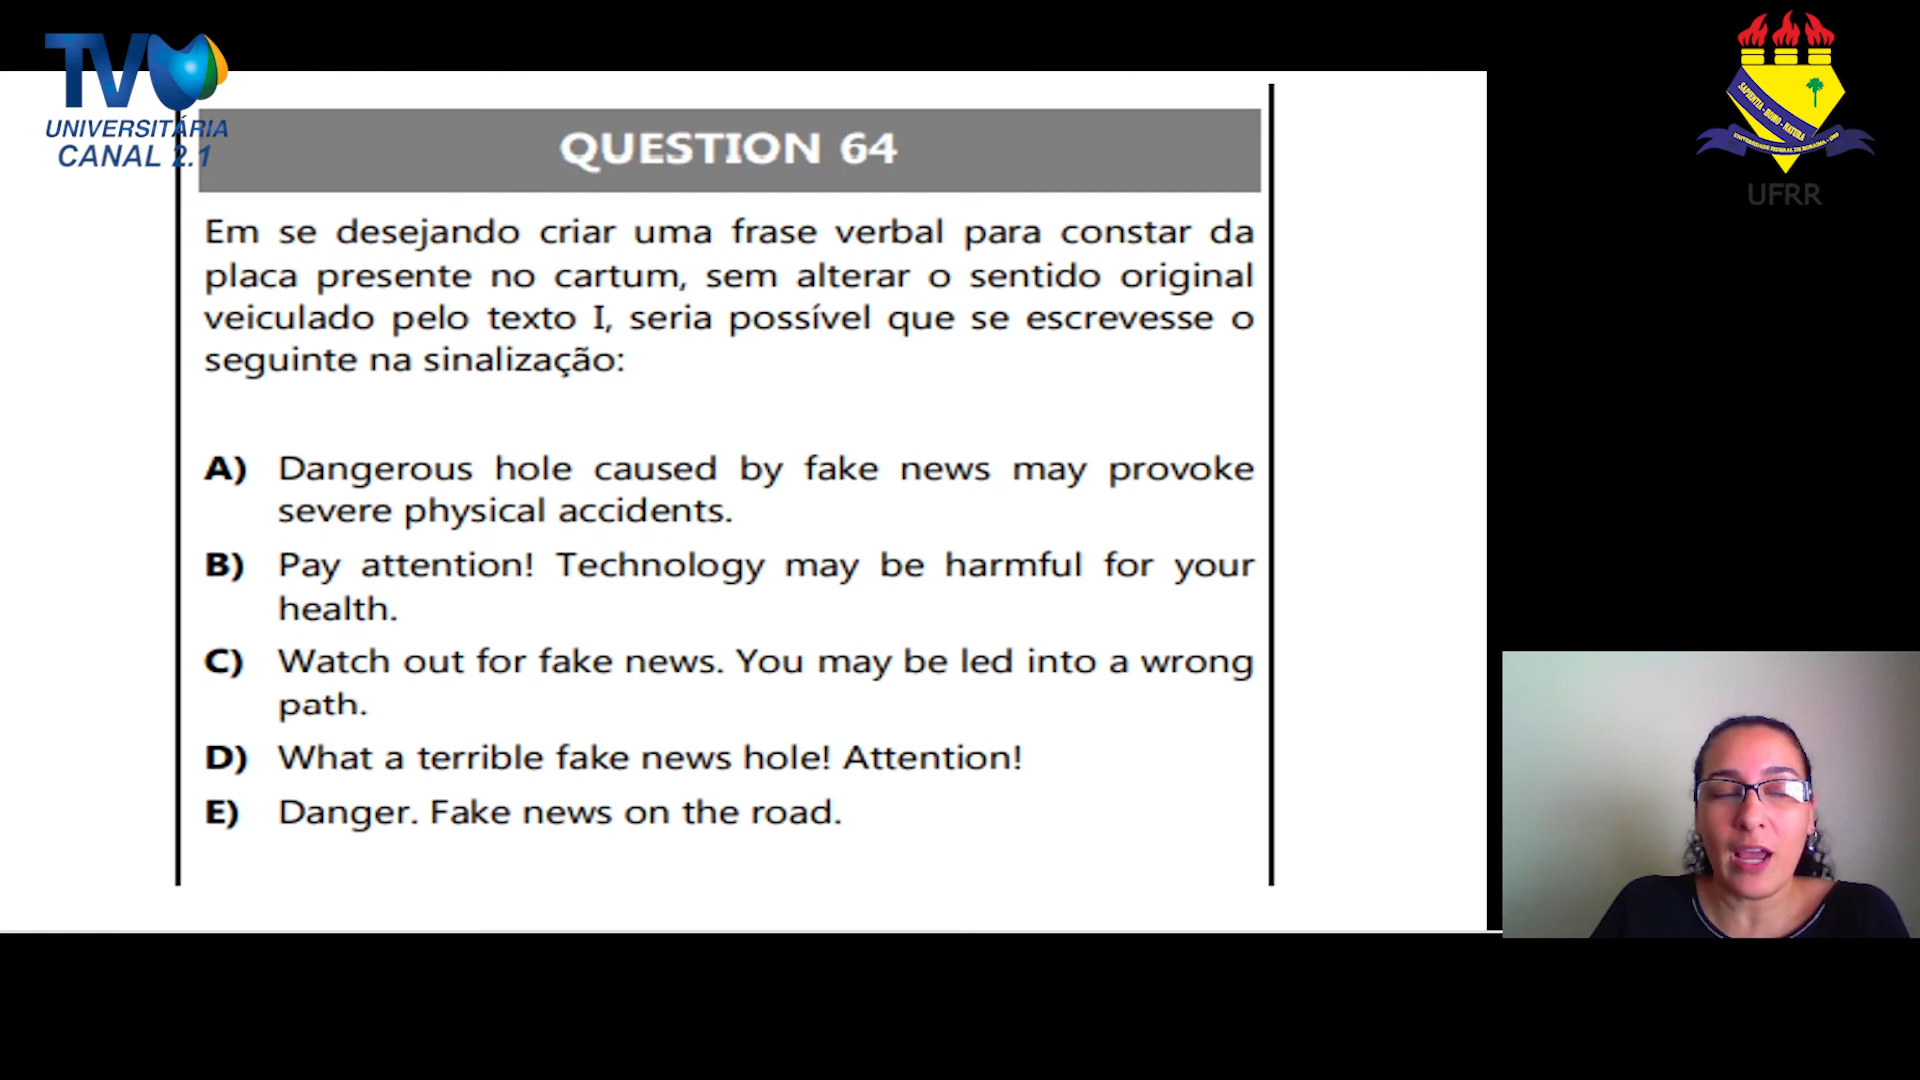 TV
UNIVERSITÁRIA
CANAL 2.1
UFRR
QUESTION 64
Em se desejando criar uma frase verbal para constar da
placa presente no cartum, sem alterar o sentido original
veiculado pelo texto I, seria possível que se escrevesse o
seguinte na sinalização:
A) Dangerous hole caused by fake news may provoke
severe physical accidents.
B) Pay attention! Technology may be harmful for your
health.
C) Watch out for fake news. You may be led into a wrong
path.
D) What a terrible fake news hole! Attention!
E) Danger. Fake news on the road.